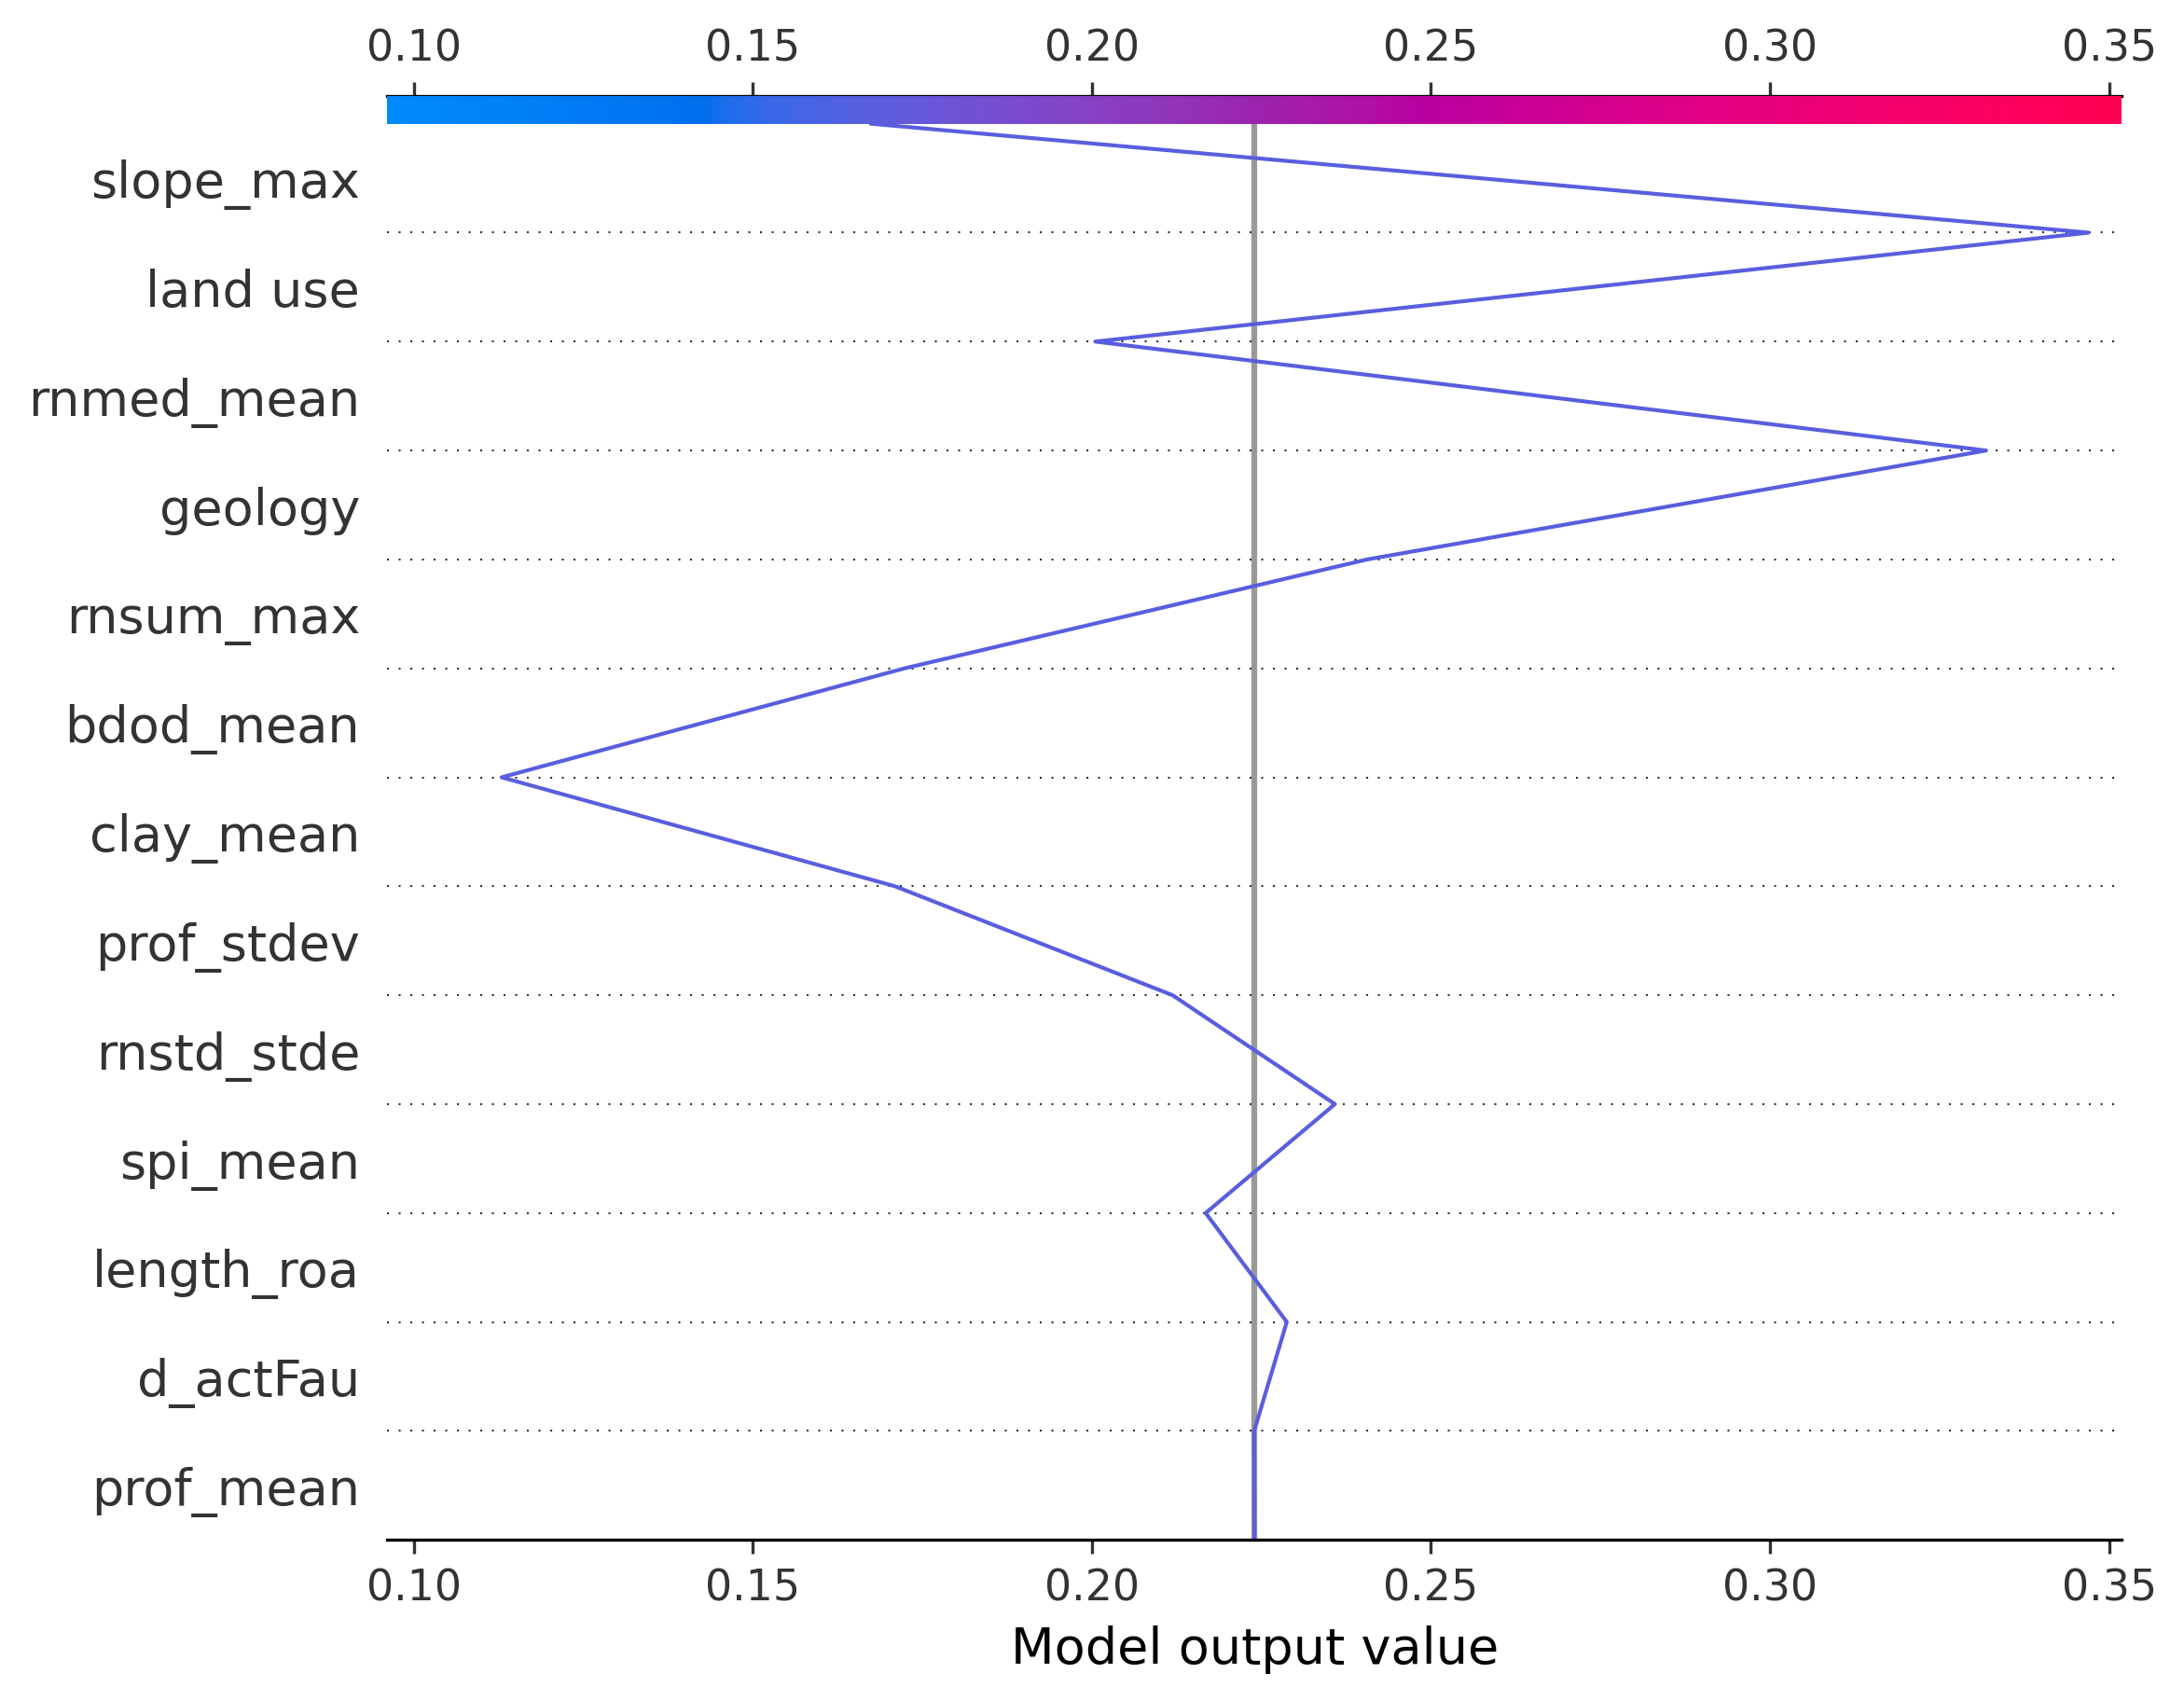 0.10 0.15 0.20 0.25 0.30 0.35
slope_max
land use
rnmed_mean
geology
rnsum_max
bdod_mean
clay_mean
prof_stdev
rnstd_stde
spi_mean
length_roa
d_actFau
prof_mean
0.10 0.15 0.20 0.25 0.30 0.35
Model output value